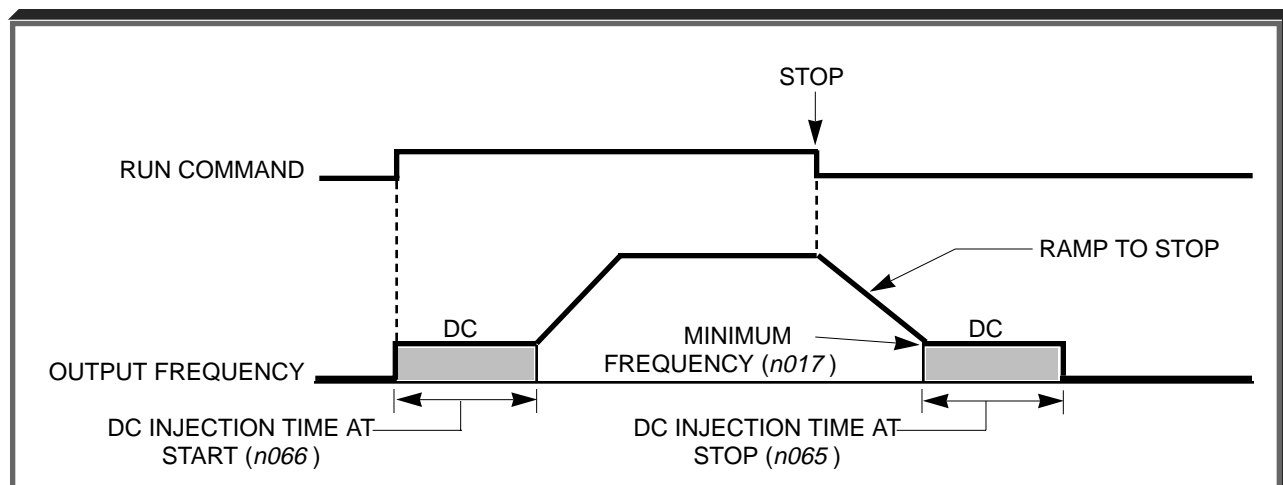 STOP
RUN COMMAND
RAMP TO STOP
DC
MINIMUM
FREQUENCY (n017 )
DC
OUTPUT FREQUENCY
DC INJECTION TIME AT
START (n066 )
DC INJECTION TIME AT
STOP (n065 )